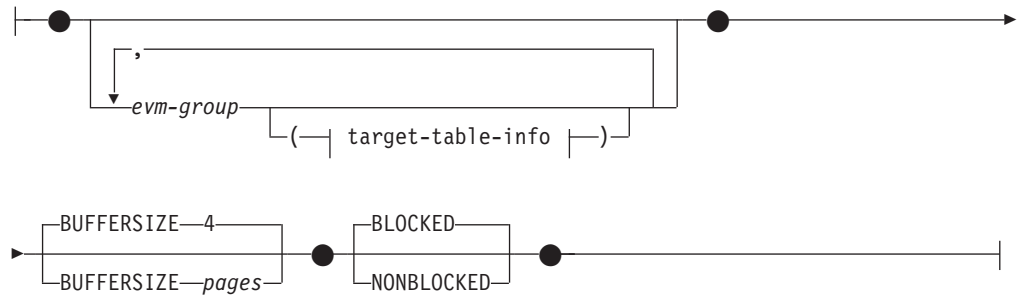 ,
evm-group
( target-table-info )
BUFFERSIZE 4 BLOCKED
BUFFERSIZE pages NONBLOCKED